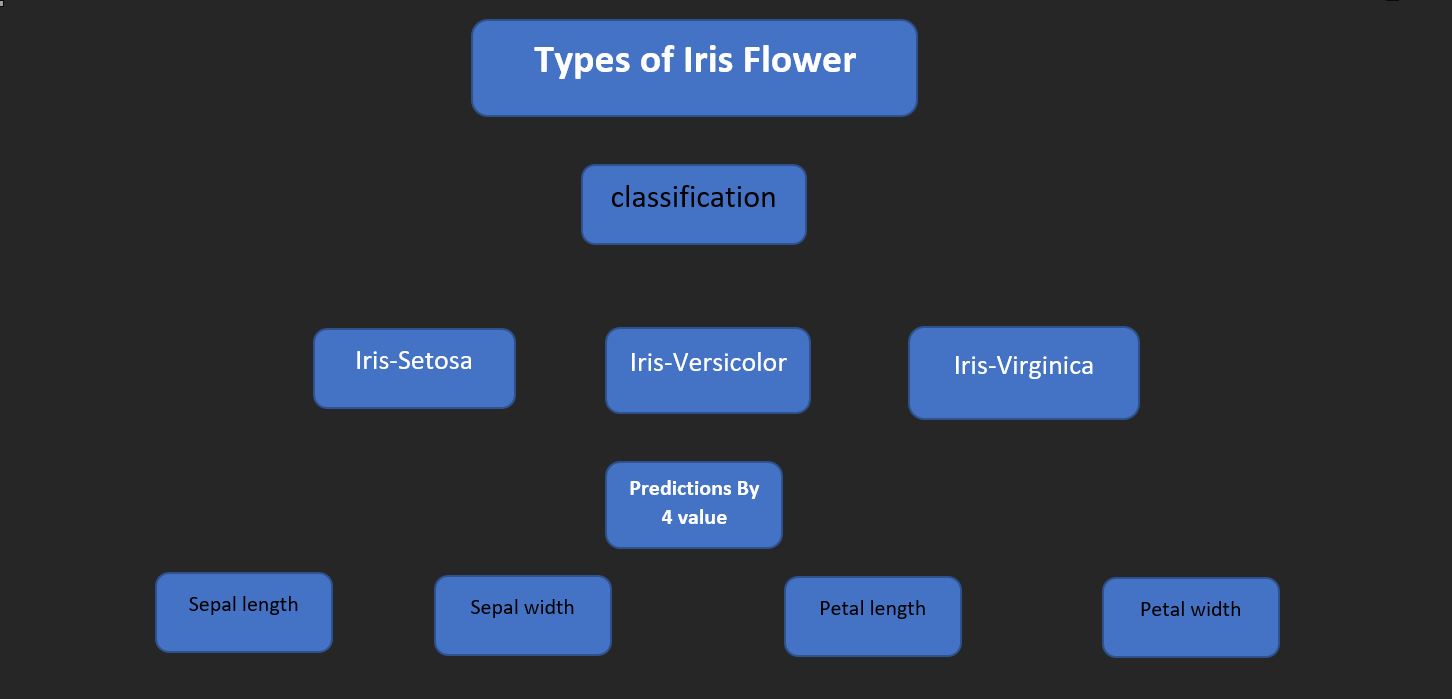 Types of Iris Flower
classification
Iris-Setosa
Iris-Versicolor
Iris-Virginica
Predictions By
4 value
Sepal length
Sepal width
Petal length
Petal width